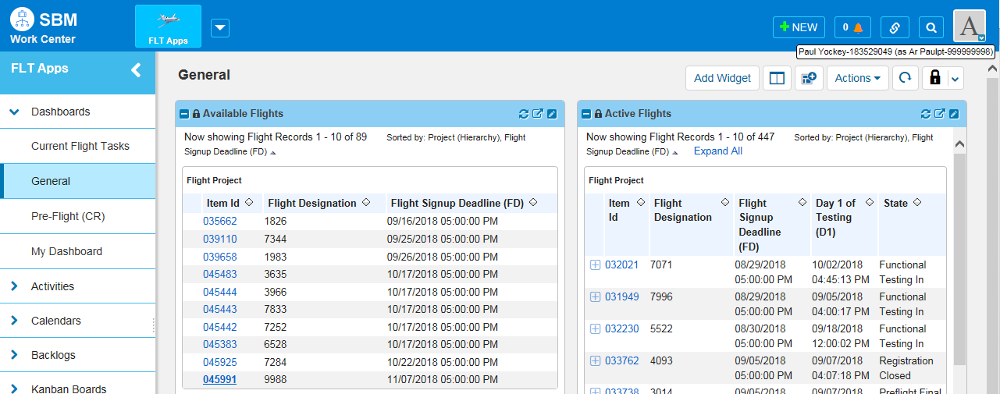 SBM
Work Center
FLT Apps
NEW
0
A
Paul Yockey-183529049 (as Ar Paulpt-999999998)
FLT Apps
Dashboards
Current Flight Tasks
General
Pre-Flight (CR)
My Dashboard
Activities
Calendars
Backlogs
Kanban Boards
General
Add Widget
Actions
Available Flights
Now showing Flight Records 1 - 10 of 89 Sorted by: Project (Hierarchy), Flight
Signup Deadline (FD)
Flight Project
Item Id Flight Designation Flight Signup Deadline (FD)
035662 1826 09/16/2018 05:00:00 PM
039110 7344 09/25/2018 05:00:00 PM
039658 1983 09/26/2018 05:00:00 PM
045483 3635 10/17/2018 05:00:00 PM
045444 3966 10/17/2018 05:00:00 PM
045443 7833 10/17/2018 05:00:00 PM
045442 7252 10/17/2018 05:00:00 PM
045383 6528 10/17/2018 05:00:00 PM
045925 7284 10/22/2018 05:00:00 PM
045991 9988 11/07/2018 05:00:00 PM
Active Flights
Now showing Flight Records 1 - 10 of 447 Sorted by: Project (Hierarchy), Flight
Signup Deadline (FD) Expand All
Flight Project
Item Flight Flight Day 1 of State
Id Designation Signup Testing
Deadline (D1)
(FD)
032021 7071 08/29/2018 10/02/2018 Functional
05:00:00 PM 04:45:13 PM Testing In
031949 7996 08/29/2018 09/05/2018 Functional
05:00:00 PM 04:00:17 PM Testing In
032230 5522 08/30/2018 09/18/2018 Functional
05:00:00 PM 12:00:02 PM Testing In
033762 4093 09/05/2018 09/07/2018 Registration
05:00:00 PM 04:07:18 PM Closed
033738 3014 09/05/2018 09/07/2018 Preflight Final